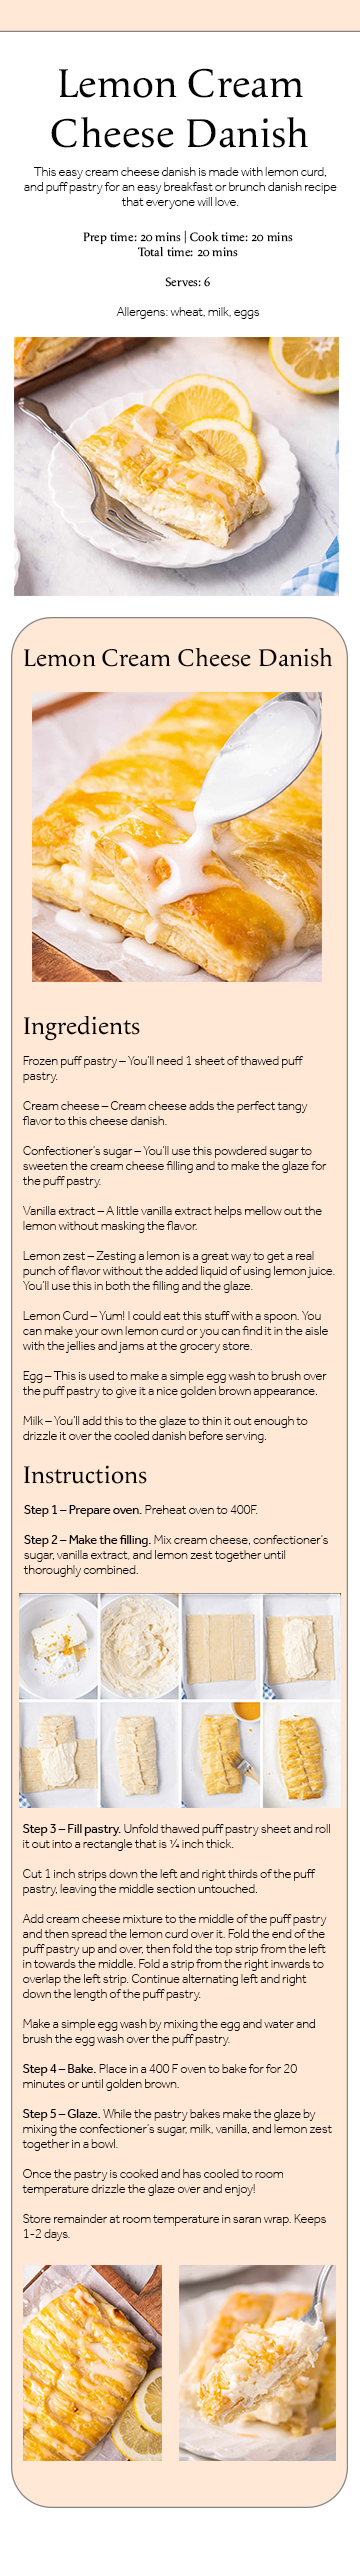 Lemon Cream
Cheese Danish
This easy cream cheese danish is made with lemon curd,
and puff pastry for an easy breakfast or brunch danish recipe
that everyone will love.
Prep time: 20 mins | Cook time: 20 mins
Total time: 20 mins
Serves: 6
Allergens: wheat, milk, eggs
Lemon Cream Cheese Danish
Ingredients
Frozen puff pastry – You'll need 1 sheet of thawed puff
pastry.
Cream cheese – Cream cheese adds the perfect tangy
flavor to this cheese danish.
Confectioner's sugar – You'll use this powdered sugar to
sweeten the cream cheese filling and to make the glaze for
the puff pastry.
Vanilla extract – A little vanilla extract helps mellow out the
lemon without masking the flavor.
Lemon zest – Zesting a lemon is a great way to get a real
punch of flavor without the added liquid of using lemon juice.
You'll use this in both the filling and the glaze.
Lemon Curd – Yum! I could eat this stuff with a spoon. You
can make your own lemon curd or you can find it in the aisle
with the jellies and jams at the grocery store.
Egg – This is used to make a simple egg wash to brush over
the puff pastry to give it a nice golden brown appearance.
Milk – You'll add this to the glaze to thin it out enough to
drizzle it over the cooled danish before serving.
Instructions
Step 1 – Prepare oven. Preheat oven to 400F.
Step 2 – Make the filling. Mix cream cheese, confectioner's
sugar, vanilla extract, and lemon zest together until
thoroughly combined.
Step 3 – Fill pastry. Unfold thawed puff pastry sheet and roll
it out into a rectangle that is ¼ inch thick.
Cut 1 inch strips down the left and right thirds of the puff
pastry, leaving the middle section untouched.
Add cream cheese mixture to the middle of the puff pastry
and then spread the lemon curd over it. Fold the end of the
puff pastry up and over, then fold the top strip from the left
in towards the middle. Fold a strip from the right inwards to
overlap the left strip. Continue alternating left and right
down the length of the puff pastry.
Make a simple egg wash by mixing the egg and water and
brush the egg wash over the puff pastry.
Step 4 – Bake. Place in a 400 F oven to bake for for 20
minutes or until golden brown.
Step 5 – Glaze. While the pastry bakes make the glaze by
mixing the confectioner's sugar, milk, vanilla, and lemon zest
together in a bowl.
Once the pastry is cooked and has cooled to room
temperature drizzle the glaze over and enjoy!
Store remainder at room temperature in saran wrap. Keeps
1-2 days.